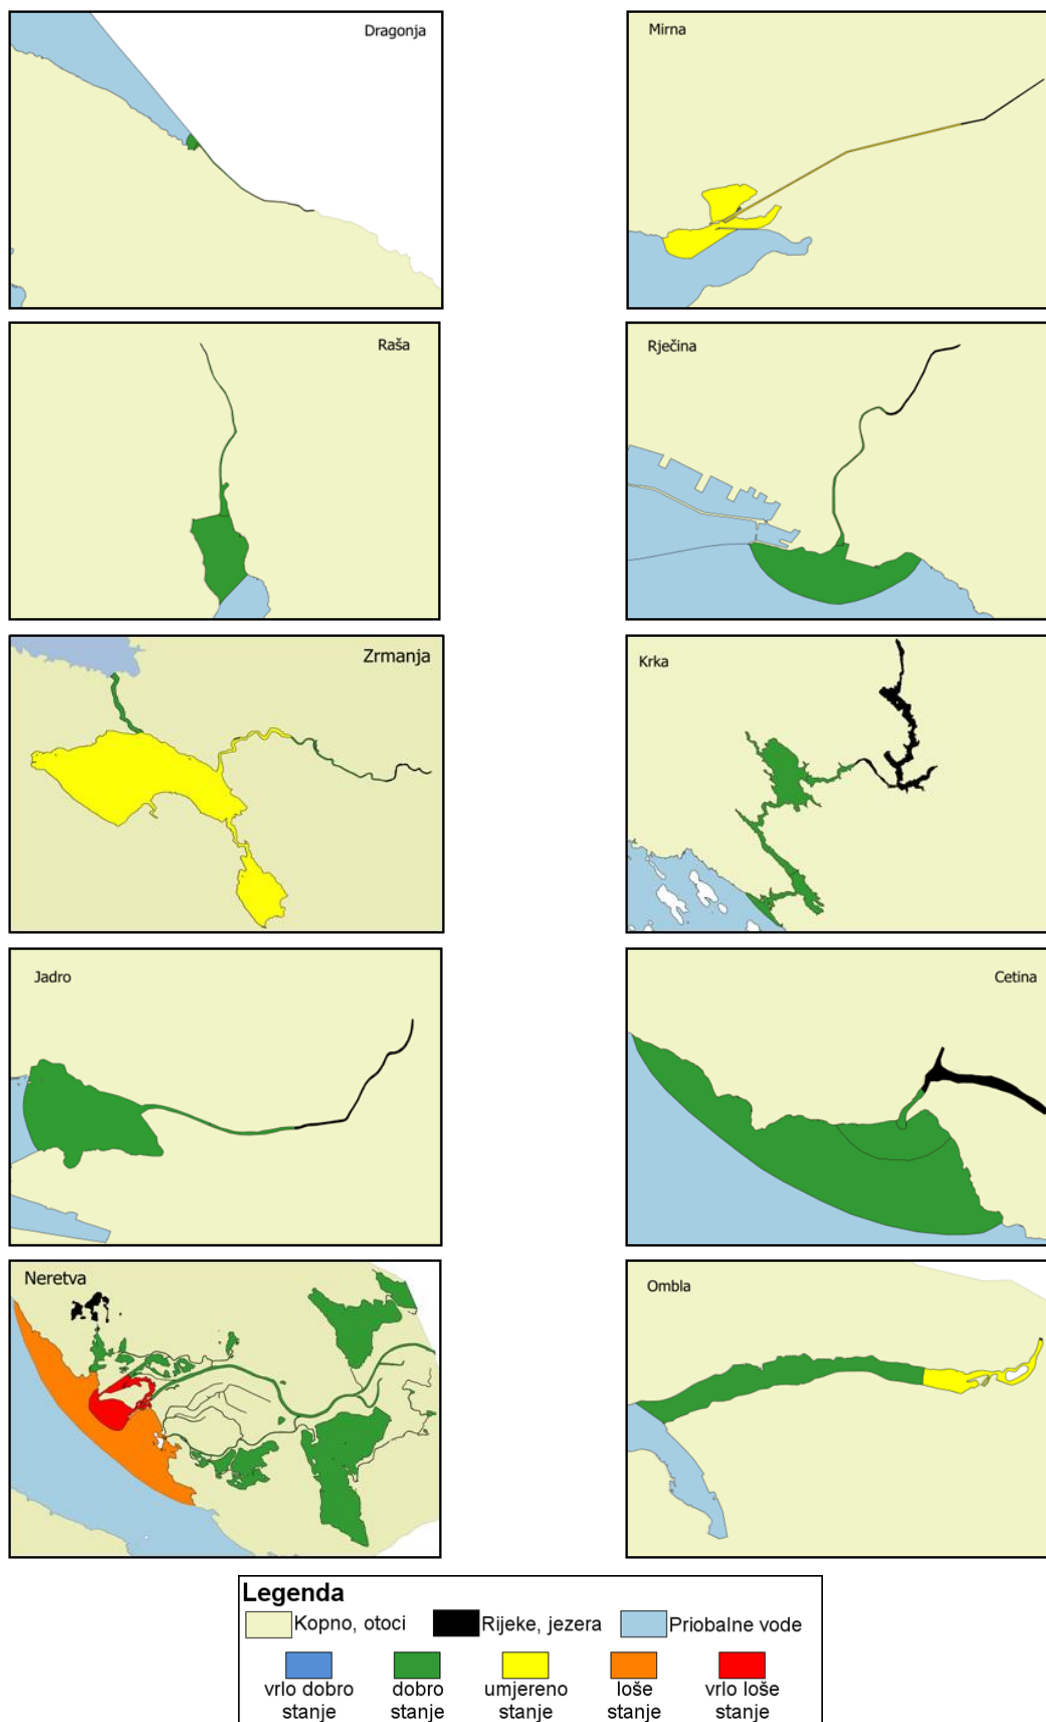 Dragonja
Mirna
Raša
Rječina
Zrmanja
Krka
Jadro
Cetina
Neretva
Ombla
Legenda
Kopno, otoci
Rijeke, jezera
Priobalne vode
vrlo dobro
stanje
dobro
stanje
umjereno
stanje
loše
stanje
vrlo loše
stanje